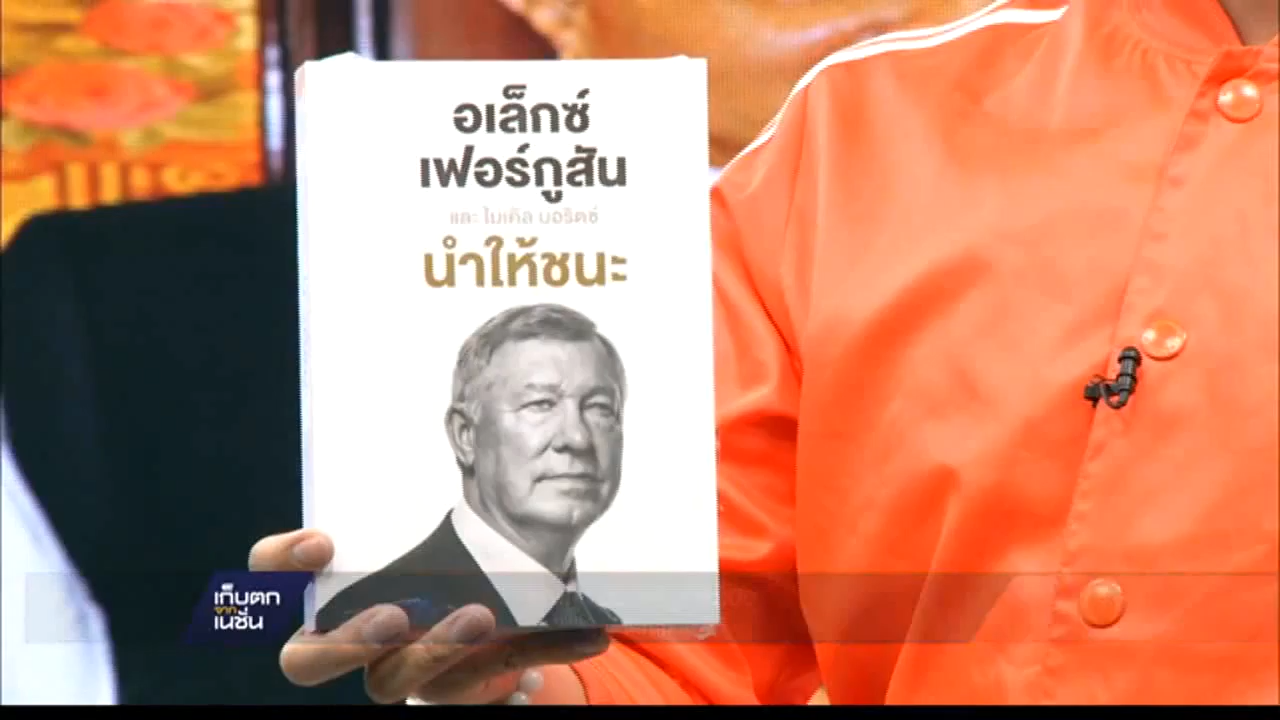 อเล็กซ์
เฟอร์กูสัน
และ ไมเคิล มอริตซ์
นำให้ชนะ
เก็บตก
จาก
เนชั่น